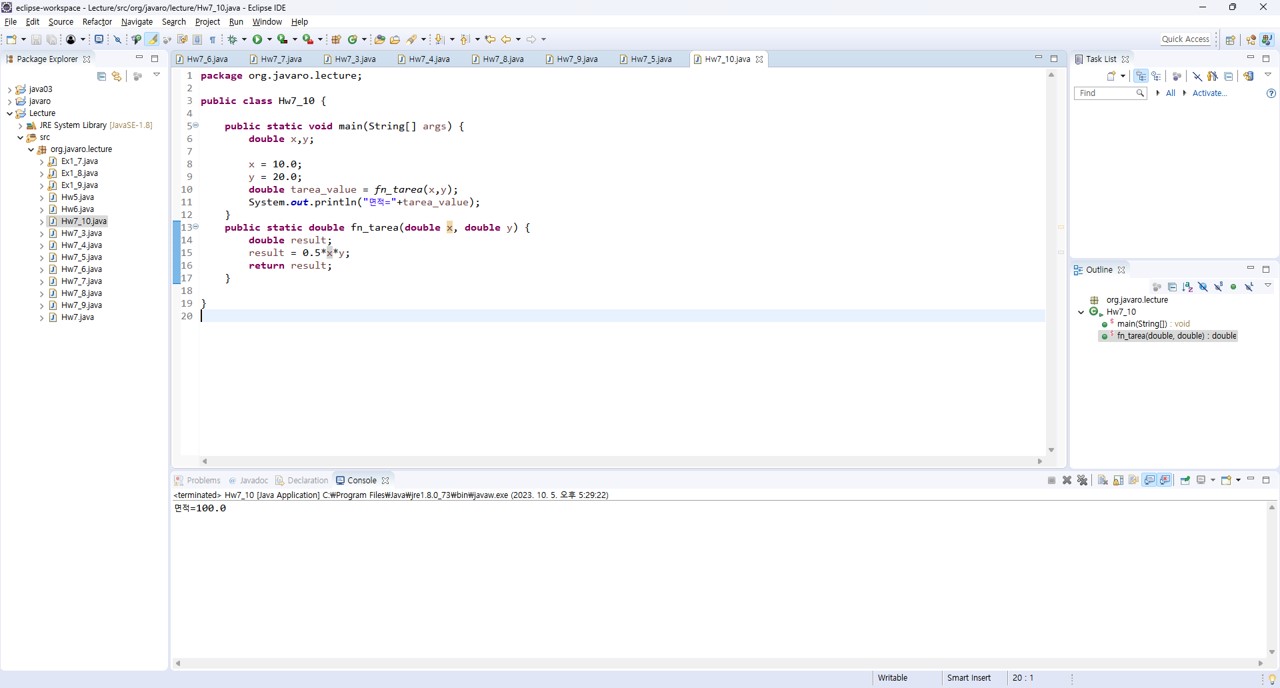 eclipse-workspace - Lecture/src/org/javaro/lecture/Hw7_10.java - Eclipse IDE
File Edit Source Refactor Navigate Search Project Run Window Help
Quick Access
Package Explorer
java03
javaro
Lecture
JRE System Library [JavaSE-1.8]
src
org.javaro.lecture
Ex1_7.java
Ex1_8.java
Ex1_9.java
Hw5.java
Hw6.java
Hw7_10.java
Hw7_3.java
Hw7_4.java
Hw7_5.java
Hw7_6.java
Hw7_7.java
Hw7_8.java
Hw7_9.java
Hw7.java
Hw7_6.java Hw7_7.java Hw7_3.java Hw7_4.java Hw7_8.java Hw7_9.java Hw7_5.java Hw7_10.java
1 package org.javaro.lecture;
2
3 public class Hw7_10 {
4
5 public static void main(String[] args) {
6 double x,y;
7
8 x = 10.0;
9 y = 20.0;
10 double tarea_value = fn_tarea(x,y);
11 System.out.println("면적="+tarea_value);
12 }
13 public static double fn_tarea(double x, double y) {
14 double result;
15 result = 0.5*x*y;
16 return result;
17 }
18
19 }
20
Task List
Find All Activate...
Outline
org.javaro.lecture
Hw7_10
main(String[]) : void
fn_tarea(double, double) : double
Problems Javadoc Declaration Console
<terminated> Hw7_10 [Java Application] C:₩Program Files₩Java₩jre1.8.0_73₩bin₩javaw.exe (2023. 10. 5. 오후 5:29:22)
면적=100.0
Writable Smart Insert 20 : 1